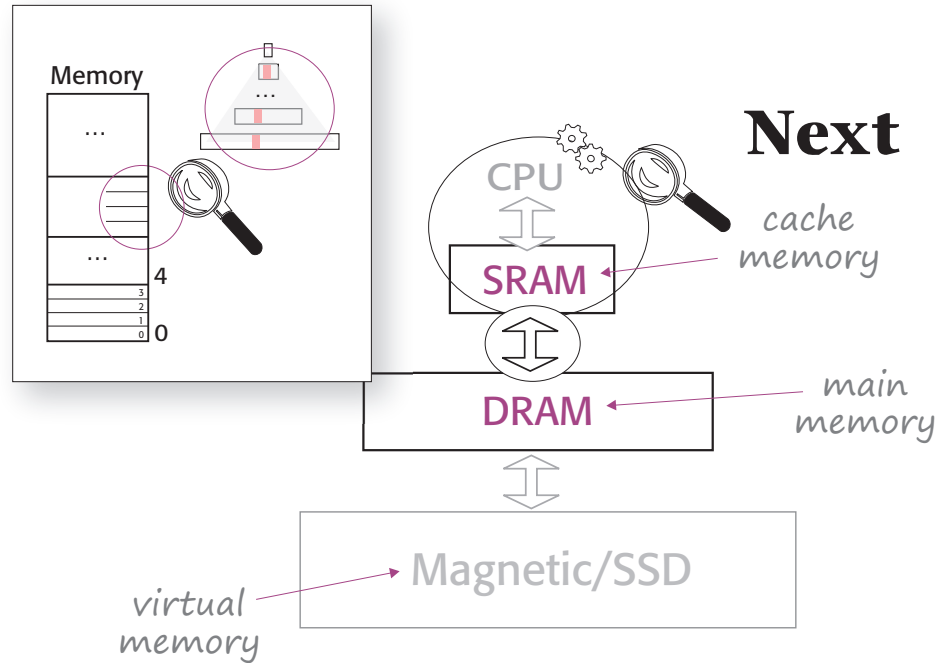 Memory
...
...
...
4
3
2
1
0
0
Next
CPU
cache
memory
SRAM
main
memory
DRAM
Magnetic/SSD
virtual
memory